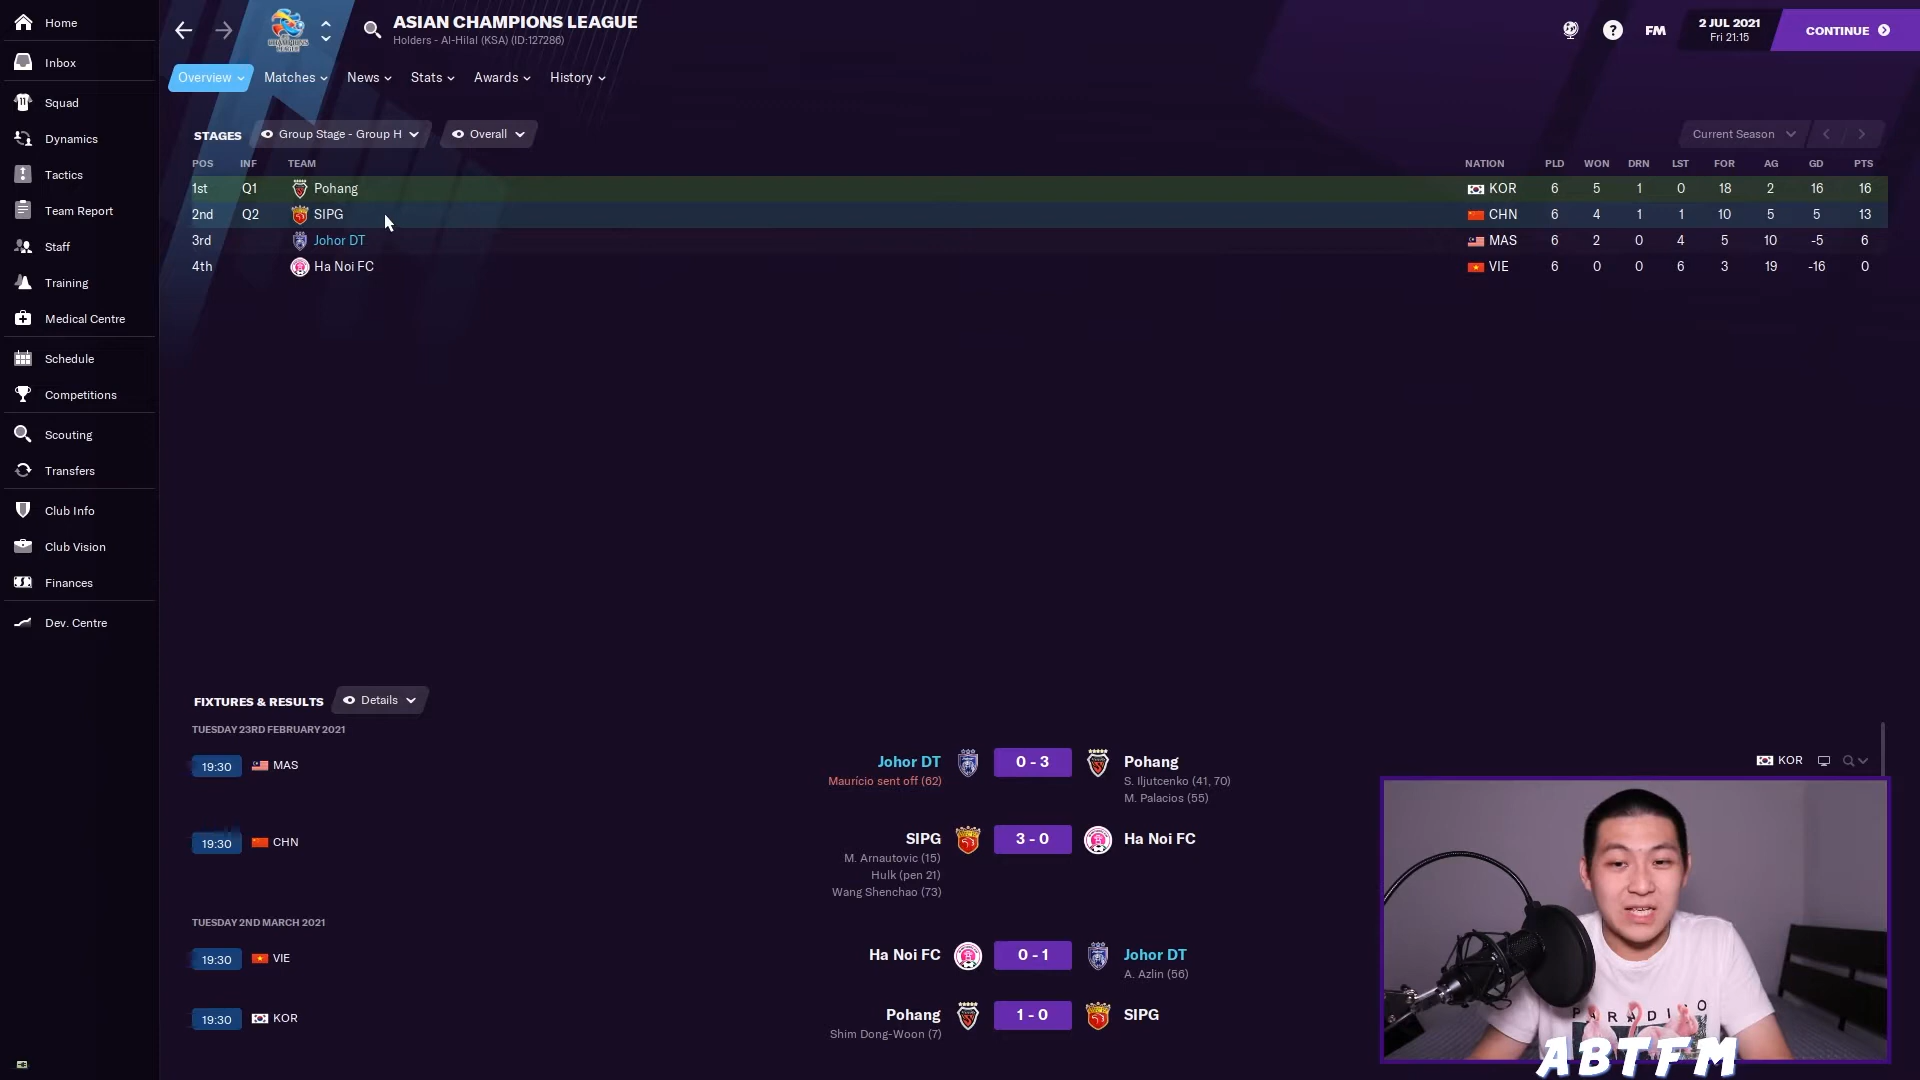 Home
Inbox
Squad
Dynamics
Tactics
Team Report
Staff
Training
Medical Centre
Schedule
Competitions
Scouting
Transfers
Club Info
Club Vision
Finances
Dev. Centre
ASIAN CHAMPIONS LEAGUE
Holders - Al-Hilal (KSA) (ID:127286)
FM
2 JUL 2021
Fri 21:15
CONTINUE
Overview Matches News Stats Awards History
STAGES Group Stage - Group H Overall Current Season
POS INF TEAM NATION PLD WON DRN LST FOR AG GD PTS
1st Q1 Pohang KOR 6 5 1 0 18 2 16 16
2nd Q2 SIPG CHN 6 4 1 1 10 5 5 13
3rd Johor DT MAS 6 2 0 4 5 10 -5 6
4th Ha Noi FC VIE 6 0 0 6 3 19 -16 0
FIXTURES & RESULTS Details
TUESDAY 23RD FEBRUARY 2021
19:30 MAS Johor DT 0 - 3 Pohang KOR
Maurício sent off (62) S. Iljutcenko (41, 70)
M. Palacios (55)
19:30 CHN SIPG 3 - 0 Ha Noi FC
M. Arnautovic (15)
Hulk (pen 21)
Wang Shenchao (73)
TUESDAY 2ND MARCH 2021
19:30 VIE Ha Noi FC 0 - 1 Johor DT
A. Azlin (56)
19:30 KOR Pohang 1 - 0 SIPG
Shim Dong-Woon (7)
ABTFM